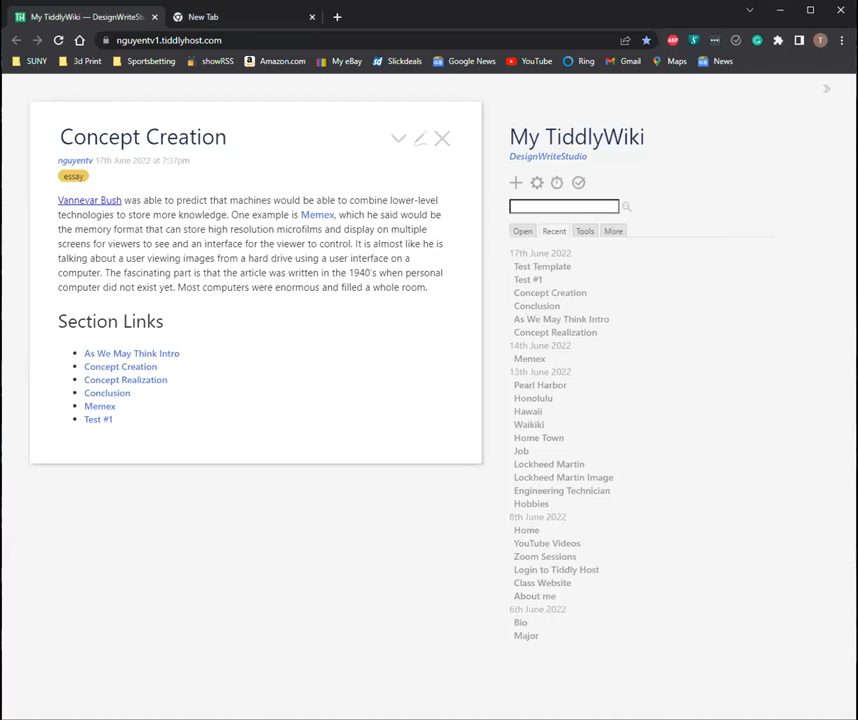 My TiddlyWiki — DesignWriteStu
New Tab
nguyentv1.tiddlyhost.com
ABP
T
SUNY
3d Print
Sportsbetting
showRSS
Amazon.com
My eBay
Slickdeals
Google News
YouTube
Ring
Gmail
Maps
News
Concept Creation
nguyentv 17th June 2022 at 7:37pm
essay
Vannevar Bush was able to predict that machines would be able to combine lower-level
technologies to store more knowledge. One example is Memex, which he said would be
the memory format that can store high resolution microfilms and display on multiple
screens for viewers to see and an interface for the viewer to control. It is almost like he is
talking about a user viewing images from a hard drive using a user interface on a
computer. The fascinating part is that the article was written in the 1940's when personal
computer did not exist yet. Most computers were enormous and filled a whole room.
Section Links
As We May Think Intro
Concept Creation
Concept Realization
Conclusion
Memex
Test #1
My TiddlyWiki
DesignWriteStudio
Open
Recent
Tools
More
17th June 2022
Test Template
Test #1
Concept Creation
Conclusion
As We May Think Intro
Concept Realization
14th June 2022
Memex
13th June 2022
Pearl Harbor
Honolulu
Hawaii
Waikiki
Home Town
Job
Lockheed Martin
Lockheed Martin Image
Engineering Technician
Hobbies
8th June 2022
Home
YouTube Videos
Zoom Sessions
Login to Tiddly Host
Class Website
About me
6th June 2022
Bio
Major